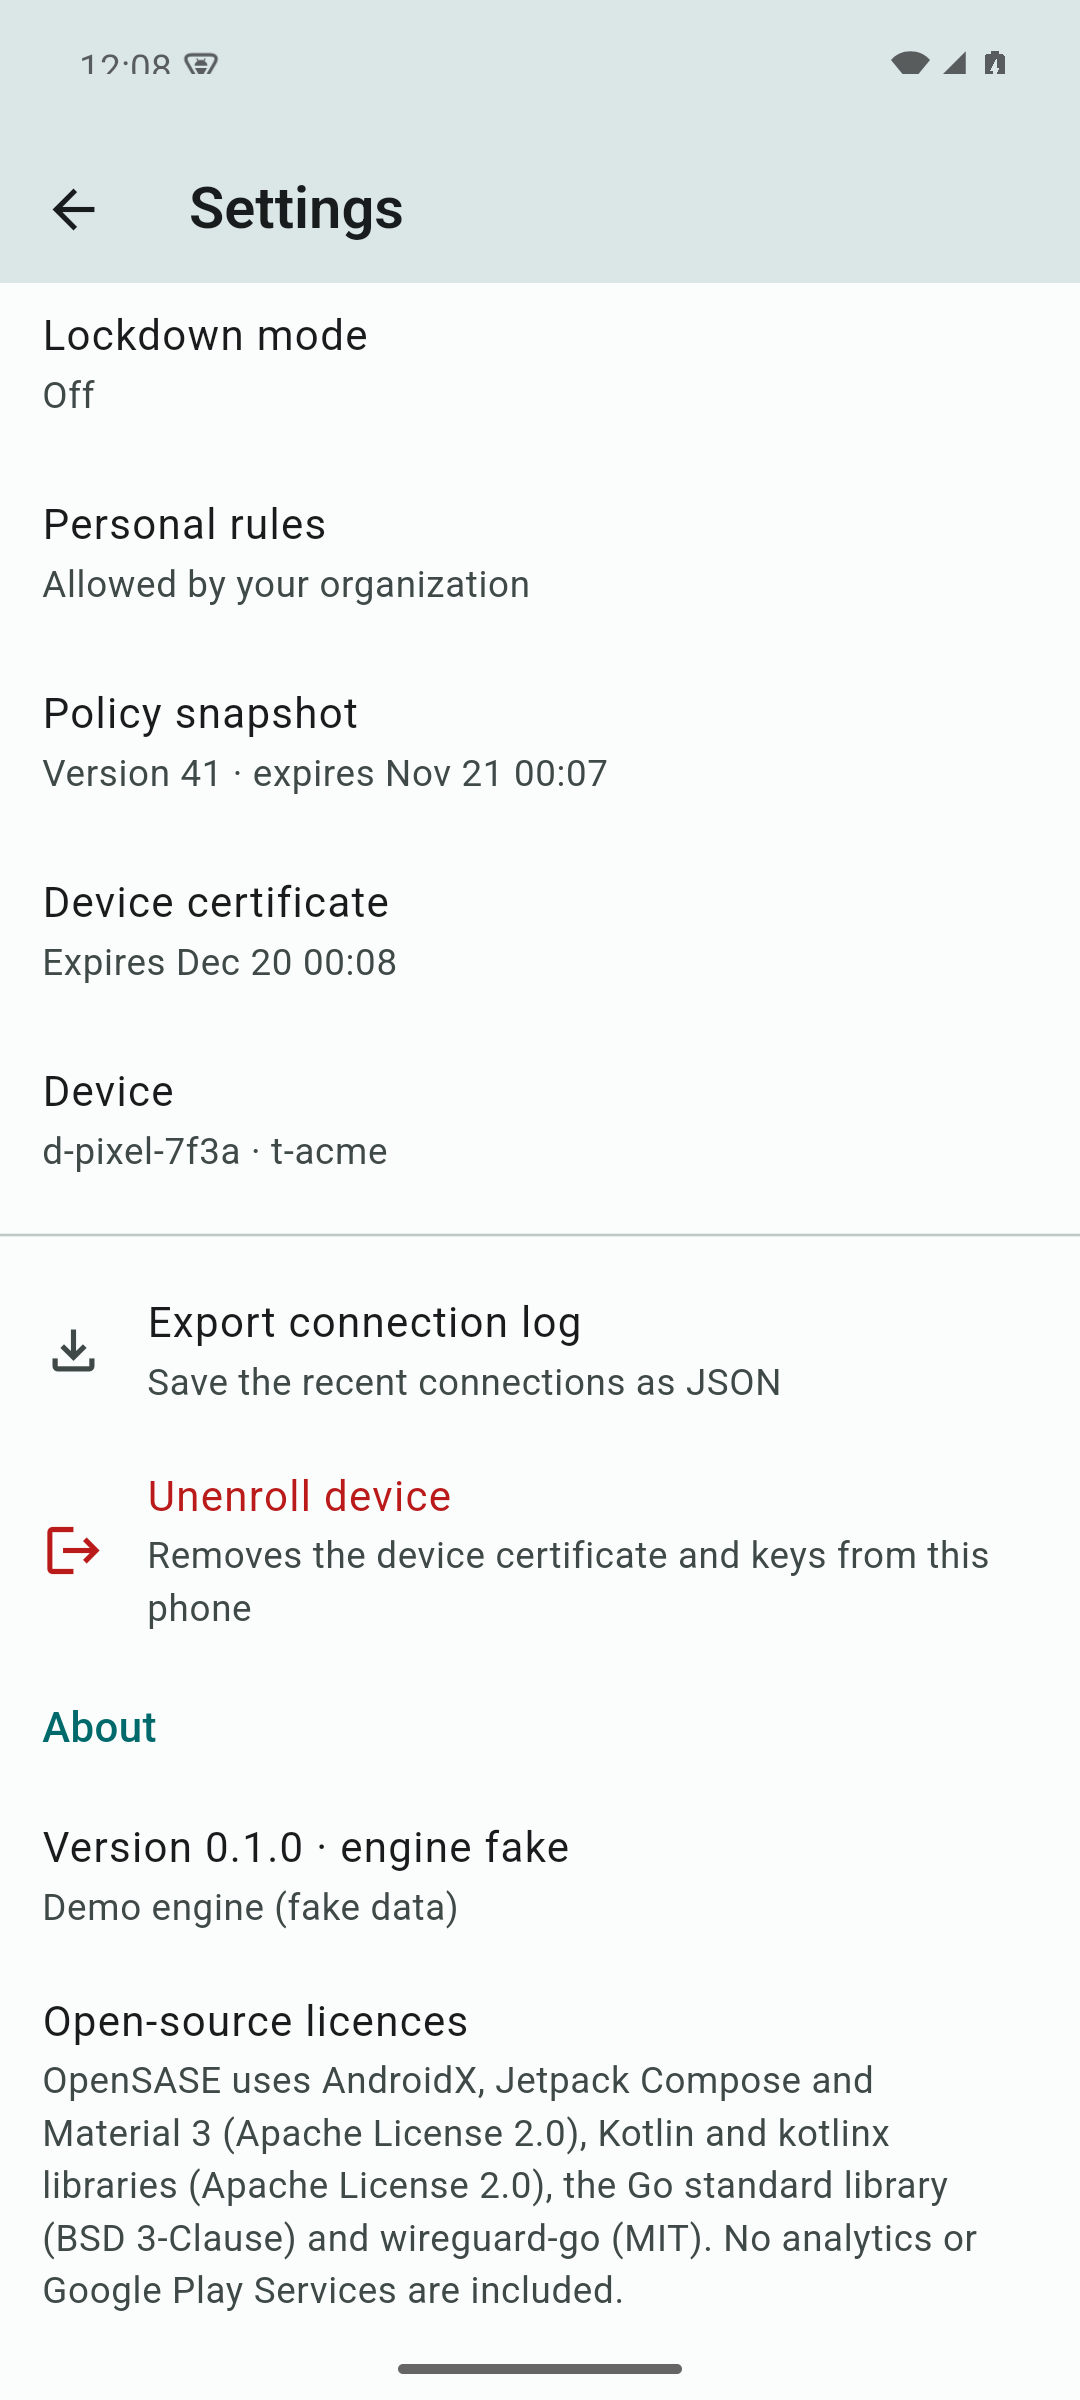 12:08
Settings
Lockdown mode
Off
Personal rules
Allowed by your organization
Policy snapshot
Version 41 · expires Nov 21 00:07
Device certificate
Expires Dec 20 00:08
Device
d-pixel-7f3a · t-acme
Export connection log
Save the recent connections as JSON
Unenroll device
Removes the device certificate and keys from this
phone
About
Version 0.1.0 · engine fake
Demo engine (fake data)
Open-source licences
OpenSASE uses AndroidX, Jetpack Compose and
Material 3 (Apache License 2.0), Kotlin and kotlinx
libraries (Apache License 2.0), the Go standard library
(BSD 3-Clause) and wireguard-go (MIT). No analytics or
Google Play Services are included.